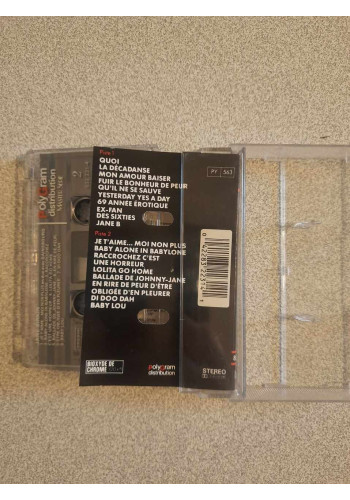 Piste 1
QUOI
LA DÉCADANSE
MON AMOUR BAISER
FUIR LE BONHEUR DE PEUR
QU'IL NE SE SAUVE
YESTERDAY YES A DAY
69 ANNÉE ÉROTIQUE
EX-FAN
DES SIXTIES
JANE B
Piste 2
JE T'AIME... MOI NON PLUS
BABY ALONE IN BABYLONE
RACCROCHEZ C'EST
UNE HORREUR
LOLITA GO HOME
BALLADE DE JOHNNY-JANE
EN RIRE DE PEUR D'ÊTRE
OBLIGÉE D'EN PLEURER
DI DOO DAH
BABY LOU
BIOXYDE DE
CHROME
polygram
distribution
PY 563
STEREO
polygram
distribution